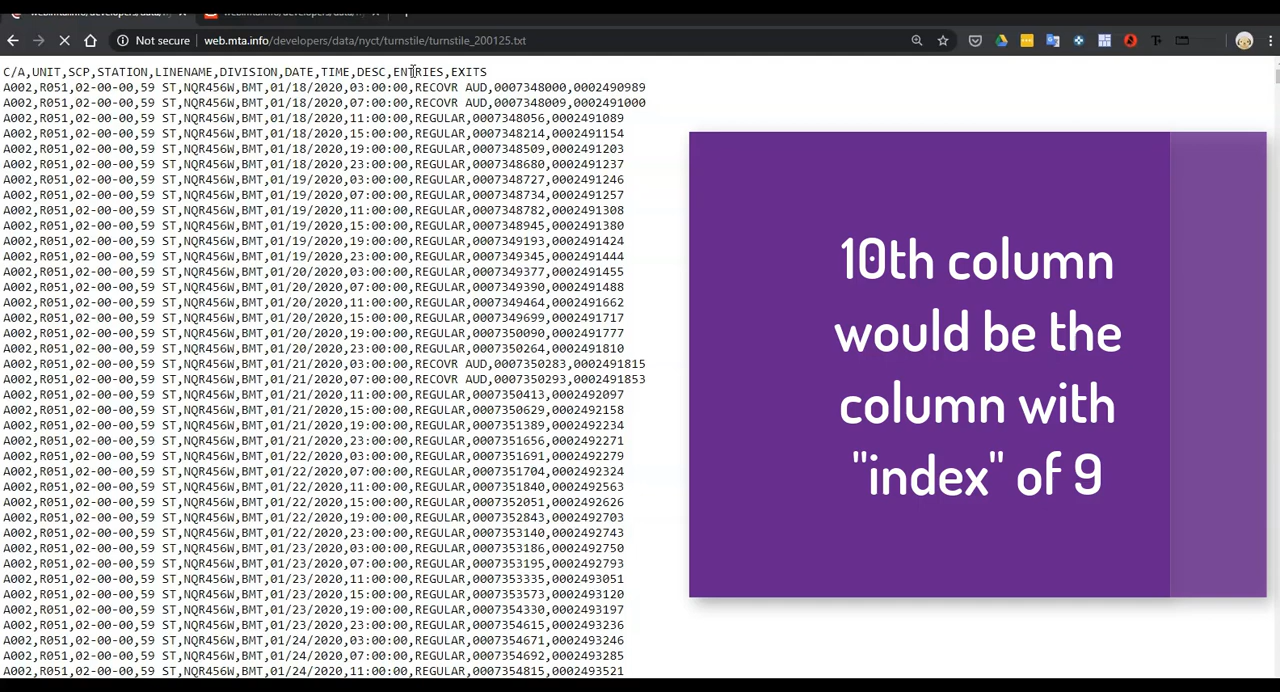 Not secure web.mta.info/developers/data/nyct/turnstile/turnstile_200125.txt
C/A,UNIT,SCP,STATION,LINENAME,DIVISION,DATE,TIME,DESC,ENTRIES,EXITS
A002,R051,02-00-00,59 ST,NQR456W,BMT,01/18/2020,03:00:00,RECOVR AUD,0007348000,0002490989
A002,R051,02-00-00,59 ST,NQR456W,BMT,01/18/2020,07:00:00,RECOVR AUD,0007348009,0002491000
A002,R051,02-00-00,59 ST,NQR456W,BMT,01/18/2020,11:00:00,REGULAR,0007348056,0002491089
A002,R051,02-00-00,59 ST,NQR456W,BMT,01/18/2020,15:00:00,REGULAR,0007348214,0002491154
A002,R051,02-00-00,59 ST,NQR456W,BMT,01/18/2020,19:00:00,REGULAR,0007348509,0002491203
A002,R051,02-00-00,59 ST,NQR456W,BMT,01/18/2020,23:00:00,REGULAR,0007348680,0002491237
A002,R051,02-00-00,59 ST,NQR456W,BMT,01/19/2020,03:00:00,REGULAR,0007348727,0002491246
A002,R051,02-00-00,59 ST,NQR456W,BMT,01/19/2020,07:00:00,REGULAR,0007348734,0002491257
A002,R051,02-00-00,59 ST,NQR456W,BMT,01/19/2020,11:00:00,REGULAR,0007348782,0002491308
A002,R051,02-00-00,59 ST,NQR456W,BMT,01/19/2020,15:00:00,REGULAR,0007348945,0002491380
A002,R051,02-00-00,59 ST,NQR456W,BMT,01/19/2020,19:00:00,REGULAR,0007349193,0002491424
A002,R051,02-00-00,59 ST,NQR456W,BMT,01/19/2020,23:00:00,REGULAR,0007349345,0002491444
A002,R051,02-00-00,59 ST,NQR456W,BMT,01/20/2020,03:00:00,REGULAR,0007349377,0002491455
A002,R051,02-00-00,59 ST,NQR456W,BMT,01/20/2020,07:00:00,REGULAR,0007349390,0002491488
A002,R051,02-00-00,59 ST,NQR456W,BMT,01/20/2020,11:00:00,REGULAR,0007349464,0002491662
A002,R051,02-00-00,59 ST,NQR456W,BMT,01/20/2020,15:00:00,REGULAR,0007349699,0002491717
A002,R051,02-00-00,59 ST,NQR456W,BMT,01/20/2020,19:00:00,REGULAR,0007350090,0002491777
A002,R051,02-00-00,59 ST,NQR456W,BMT,01/20/2020,23:00:00,REGULAR,0007350264,0002491810
A002,R051,02-00-00,59 ST,NQR456W,BMT,01/21/2020,03:00:00,RECOVR AUD,0007350283,0002491815
A002,R051,02-00-00,59 ST,NQR456W,BMT,01/21/2020,07:00:00,RECOVR AUD,0007350293,0002491853
A002,R051,02-00-00,59 ST,NQR456W,BMT,01/21/2020,11:00:00,REGULAR,0007350413,0002492097
A002,R051,02-00-00,59 ST,NQR456W,BMT,01/21/2020,15:00:00,REGULAR,0007350629,0002492158
A002,R051,02-00-00,59 ST,NQR456W,BMT,01/21/2020,19:00:00,REGULAR,0007351389,0002492234
A002,R051,02-00-00,59 ST,NQR456W,BMT,01/21/2020,23:00:00,REGULAR,0007351656,0002492271
A002,R051,02-00-00,59 ST,NQR456W,BMT,01/22/2020,03:00:00,REGULAR,0007351691,0002492279
A002,R051,02-00-00,59 ST,NQR456W,BMT,01/22/2020,07:00:00,REGULAR,0007351704,0002492324
A002,R051,02-00-00,59 ST,NQR456W,BMT,01/22/2020,11:00:00,REGULAR,0007351840,0002492563
A002,R051,02-00-00,59 ST,NQR456W,BMT,01/22/2020,15:00:00,REGULAR,0007352051,0002492626
A002,R051,02-00-00,59 ST,NQR456W,BMT,01/22/2020,19:00:00,REGULAR,0007352843,0002492703
A002,R051,02-00-00,59 ST,NQR456W,BMT,01/22/2020,23:00:00,REGULAR,0007353140,0002492743
A002,R051,02-00-00,59 ST,NQR456W,BMT,01/23/2020,03:00:00,REGULAR,0007353186,0002492750
A002,R051,02-00-00,59 ST,NQR456W,BMT,01/23/2020,07:00:00,REGULAR,0007353195,0002492793
A002,R051,02-00-00,59 ST,NQR456W,BMT,01/23/2020,11:00:00,REGULAR,0007353335,0002493051
A002,R051,02-00-00,59 ST,NQR456W,BMT,01/23/2020,15:00:00,REGULAR,0007353573,0002493120
A002,R051,02-00-00,59 ST,NQR456W,BMT,01/23/2020,19:00:00,REGULAR,0007354330,0002493197
A002,R051,02-00-00,59 ST,NQR456W,BMT,01/23/2020,23:00:00,REGULAR,0007354615,0002493236
A002,R051,02-00-00,59 ST,NQR456W,BMT,01/24/2020,03:00:00,REGULAR,0007354671,0002493246
A002,R051,02-00-00,59 ST,NQR456W,BMT,01/24/2020,07:00:00,REGULAR,0007354692,0002493285
A002,R051,02-00-00,59 ST,NQR456W,BMT,01/24/2020,11:00:00,REGULAR,0007354815,0002493521
10th column
would be the
column with
"index" of 9